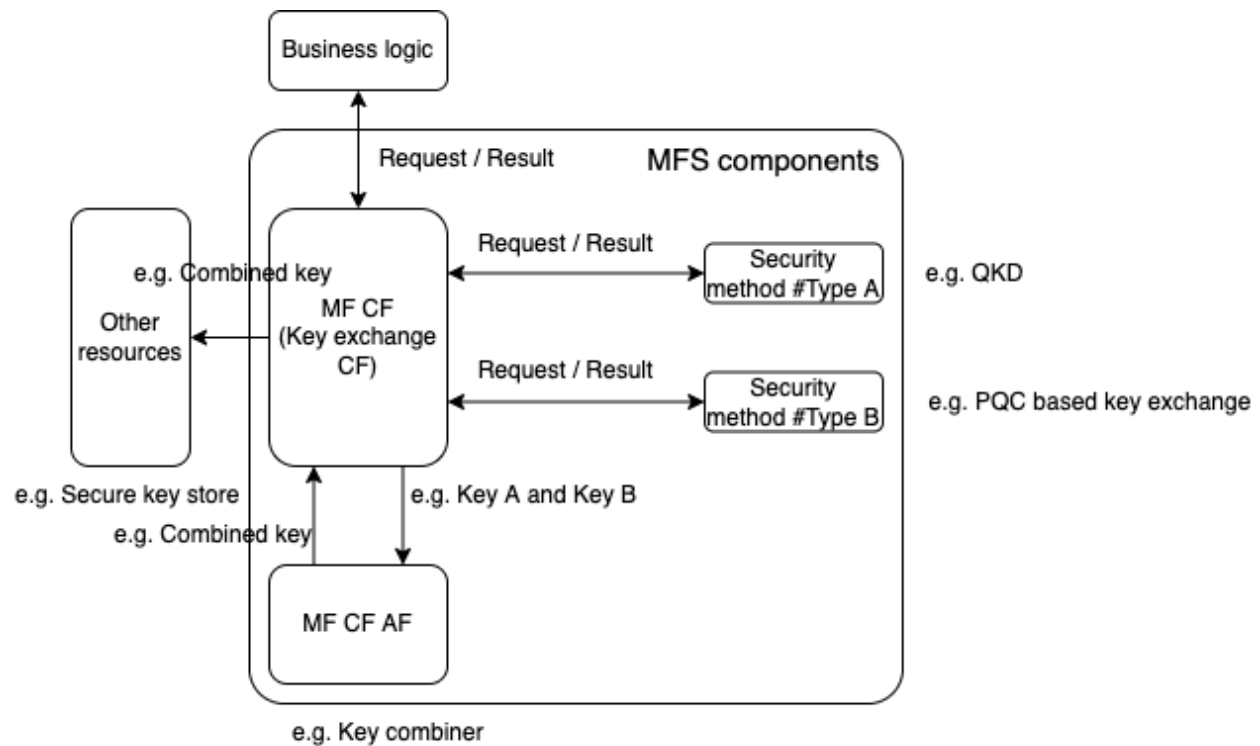 Business logic
Request / Result
MFS components
Request / Result
Security
method #Type A
e.g. QKD
e.g. Combined key
MF CF
(Key exchange
CF)
Other
resources
Request / Result
Security
method #Type B
e.g. PQC based key exchange
e.g. Secure key store
e.g. Key A and Key B
e.g. Combined key
MF CF AF
e.g. Key combiner